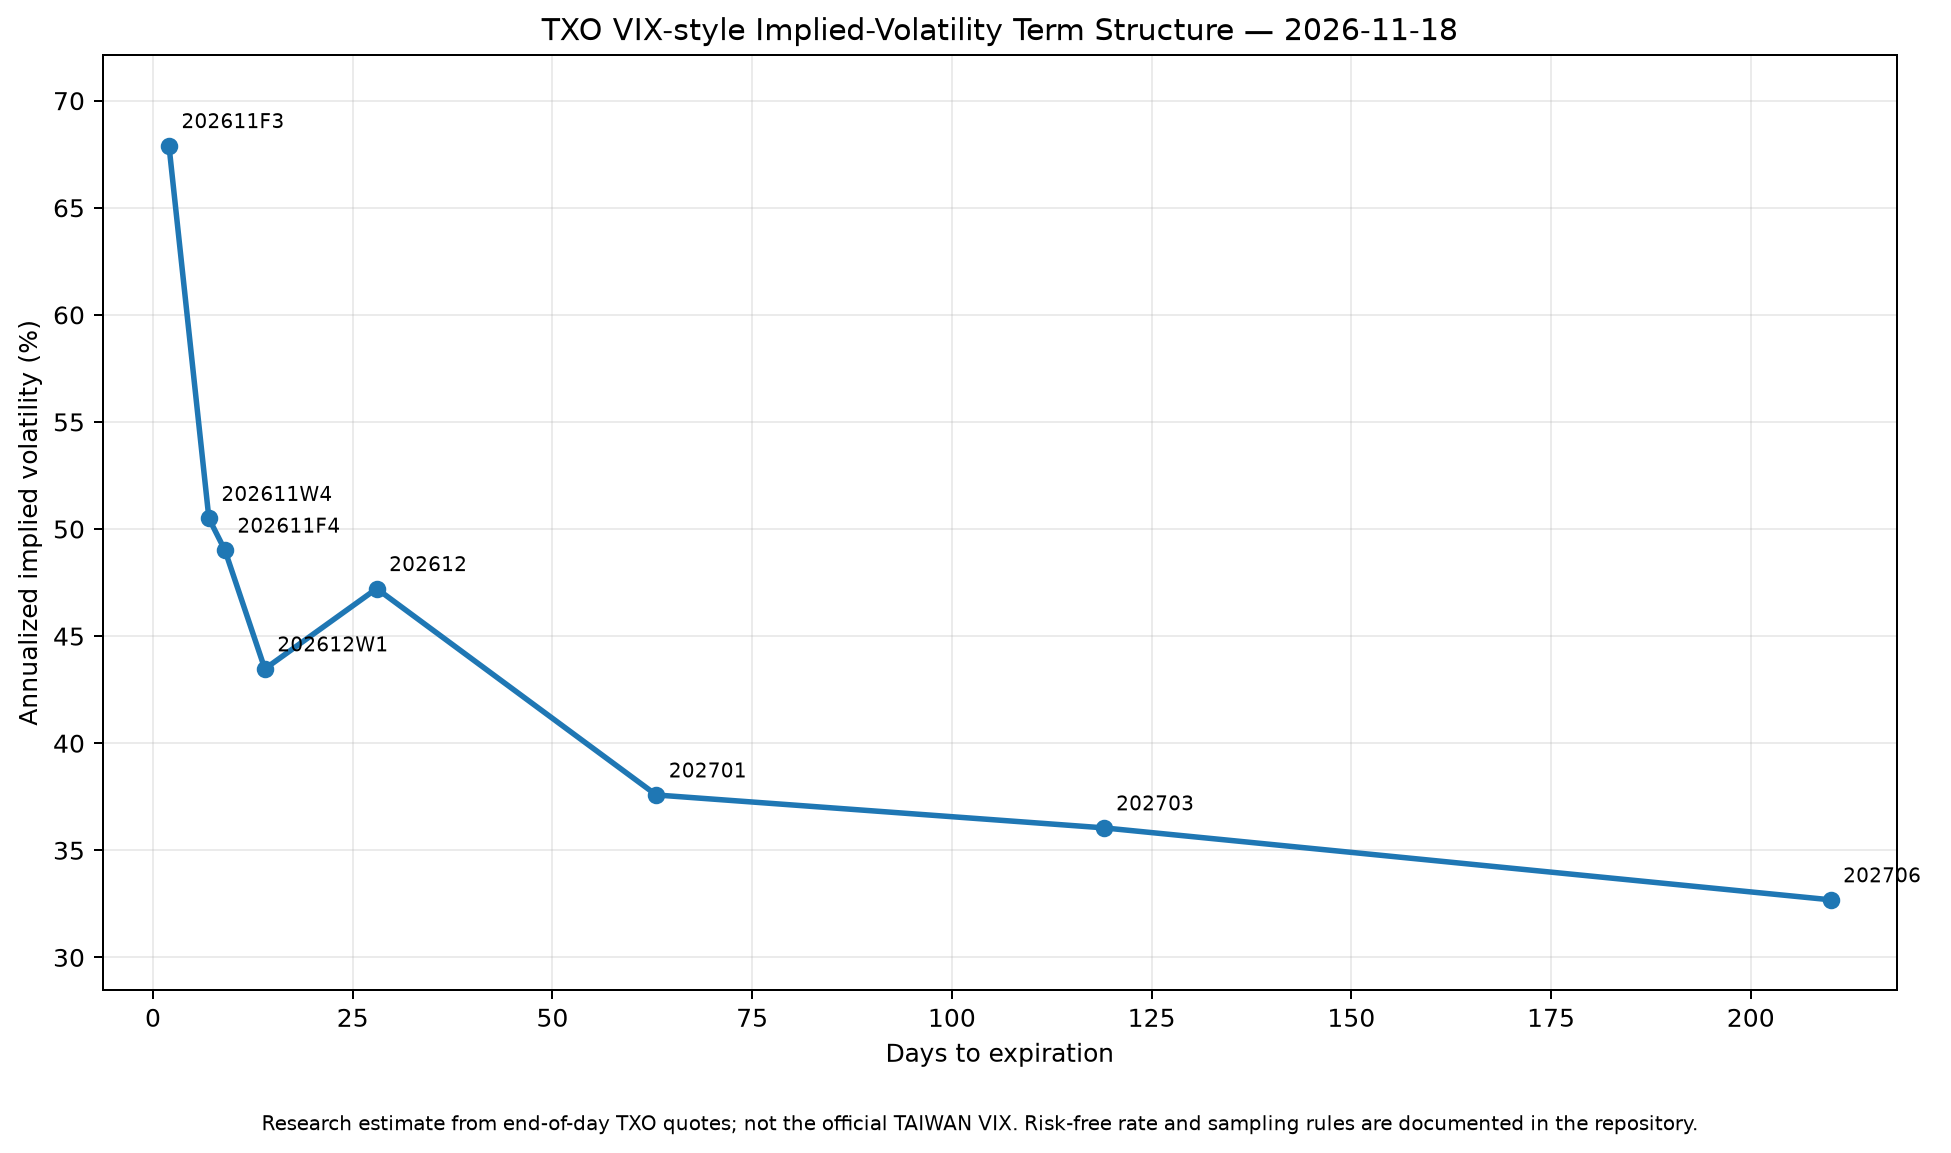 TXO VIX-style Implied-Volatility Term Structure — 2026-11-18
Annualized implied volatility (%)
70
65
60
55
50
45
40
35
30
202611F3
202611W4
202611F4
202612
202612W1
202701
202703
202706
0 25 50 75 100 125 150 175 200
Days to expiration
Research estimate from end-of-day TXO quotes; not the official TAIWAN VIX. Risk-free rate and sampling rules are documented in the repository.